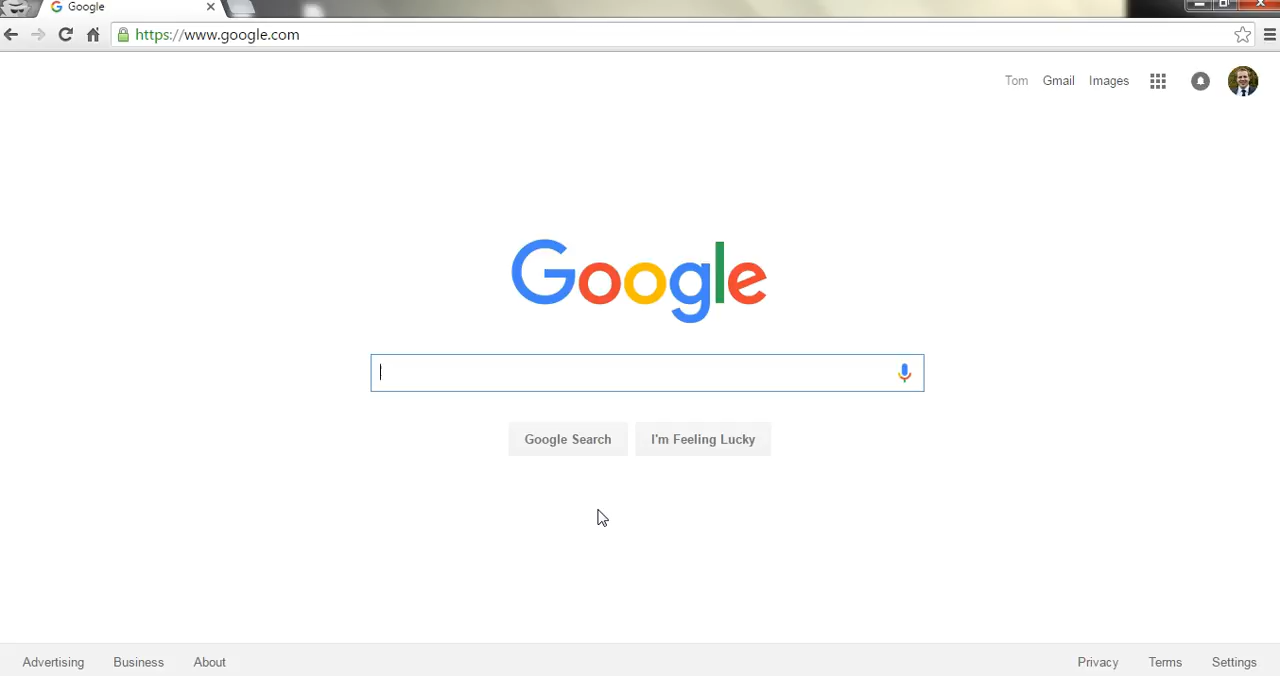 Google
https://www.google.com
Tom Gmail Images
Google
Google Search I'm Feeling Lucky
Advertising Business About Privacy Terms Settings